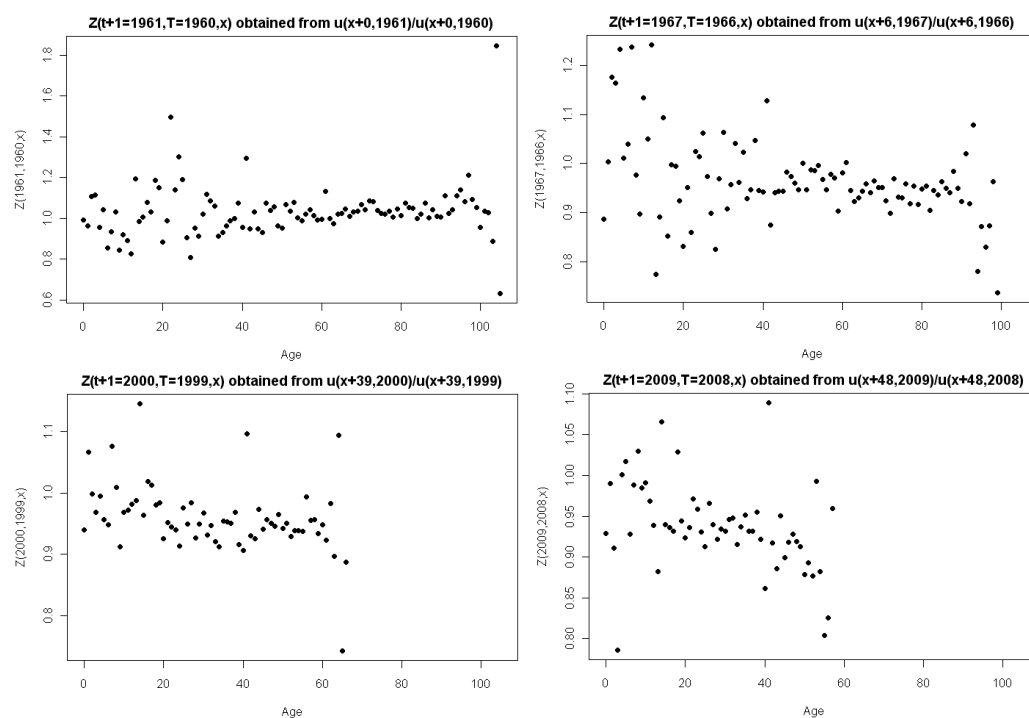 Z(t+1=1961,T=1960,x) obtained from u(x+0,1961)/u(x+0,1960)
Z(1961,1960,x)
1.8
1.6
1.4
1.2
1.0
0.8
0.6
0 20 40 60 80 100
Age
Z(t+1=1967,T=1966,x) obtained from u(x+6,1967)/u(x+6,1966)
Z(1967,1966,x)
1.2
1.1
1.0
0.9
0.8
0 20 40 60 80 100
Age
Z(t+1=2000,T=1999,x) obtained from u(x+39,2000)/u(x+39,1999)
Z(2000,1999,x)
1.1
1.0
0.9
0.8
0 20 40 60 80 100
Age
Z(t+1=2009,T=2008,x) obtained from u(x+48,2009)/u(x+48,2008)
Z(2009,2008,x)
1.10
1.05
1.00
0.95
0.90
0.85
0.80
0 20 40 60 80 100
Age